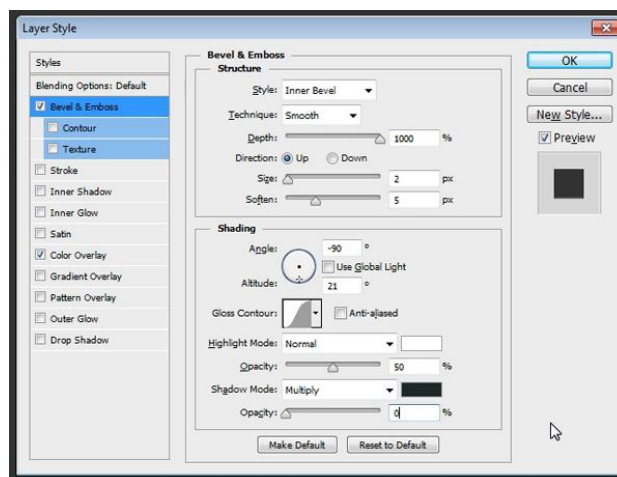 Layer Style
Styles
Blending Options: Default
Bevel & Emboss
Contour
Texture
Stroke
Inner Shadow
Inner Glow
Satin
Color Overlay
Gradient Overlay
Pattern Overlay
Outer Glow
Drop Shadow
Bevel & Emboss
Structure
Style: Inner Bevel
Technique: Smooth
Depth: 1000 %
Direction: Up Down
Size: 2 px
Soften: 5 px
Shading
Angle: -90 °
Use Global Light
Altitude: 21 °
Gloss Contour: Anti-aliased
Highlight Mode: Normal
Opacity: 50 %
Shadow Mode: Multiply
Opacity: 0 %
Make Default Reset to Default
OK
Cancel
New Style...
Preview